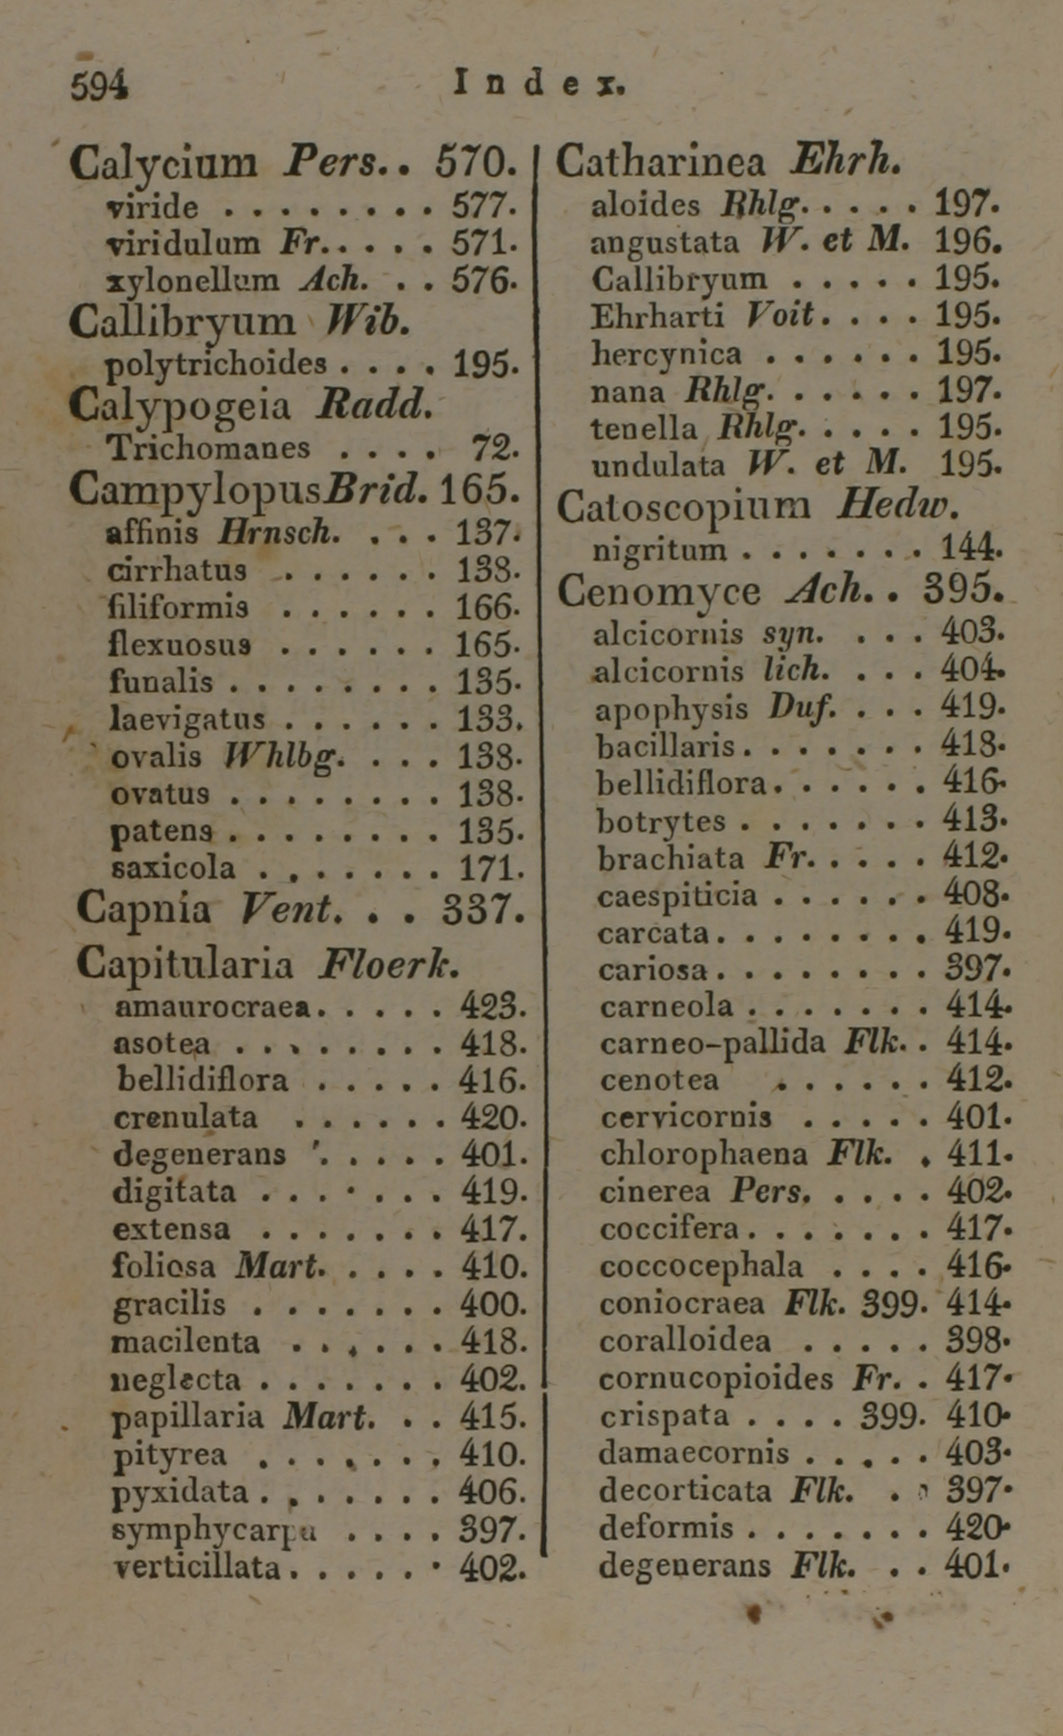 594 Index.
Calycium Pers.. 570.
viride . . . . . . . . 577.
viridulum Fr. . . . . 571.
xylonellum Ach. . . 576.
Callibryum Wib.
polytrichoides . . . . 195.
Calypogeia Radd.
Trichomanes . . . . 72.
Campylopus Brid. 165.
affinis Hrnsch. . . . 137.
cirrhatus . . . . . . 138.
filiformis . . . . . . 166.
flexuosus . . . . . . 165.
funalis . . . . . . . . 135.
laevigatus . . . . . . 133.
ovalis Whlbg. . . . 138.
ovatus . . . . . . . . 138.
patens . . . . . . . . 135.
saxicola . . . . . . . 171.
Capnia Vent. . . 337.
Capitularia Floerk.
amaurocraea . . . . . 423.
asotea . . . . . . . . 418.
bellidiflora . . . . . 416.
crenulata . . . . . . 420.
degenerans . . . . . 401.
digitata . . . . . . . 419.
extensa . . . . . . . 417.
foliosa Mart. . . . . 410.
gracilis . . . . . . . 400.
macilenta . . . . . . 418.
neglecta . . . . . . . 402.
papillaria Mart. . . 415.
pityrea . . . . . . . 410.
pyxidata . . . . . . . 406.
symphycarpa . . . . 397.
verticillata . . . . . . 402.
Catharinea Ehrh.
aloides Rhlg. . . . . 197.
angustata W. et M. 196.
Callibryum . . . . . 195.
Ehrharti Voit. . . . 195.
hercynica . . . . . . 195.
nana Rhlg. . . . . . 197.
tenella Rhlg. . . . . 195.
undulata W. et M. 195.
Catoscopium Hedw.
nigritum . . . . . . . 144.
Cenomyce Ach. . 395.
alcicornis syn. . . . 403.
alcicornis lich. . . . 404.
apophysis Duf. . . . 419.
bacillaris . . . . . . . 418.
bellidiflora . . . . . . 416.
botrytes . . . . . . . 413.
brachiata Fr. . . . . 412.
caespiticia . . . . . . 408.
carcata . . . . . . . . 419.
cariosa . . . . . . . . 397.
carneola . . . . . . . 414.
carneo-pallida Flk. . 414.
cenotea . . . . . . 412.
cervicornis . . . . . 401.
chlorophaena Flk. . 411.
cinerea Pers. . . . . 402.
coccifera . . . . . . . 417.
coccocephala . . . . 416.
coniocraea Flk. 399. 414.
coralloidea . . . . . 398.
cornucopioides Fr. . 417.
crispata . . . . 399. 410.
damaecornis . . . . . 403.
decorticata Flk. . . 397.
deformis . . . . . . . 420.
degenerans Flk. . . 401.